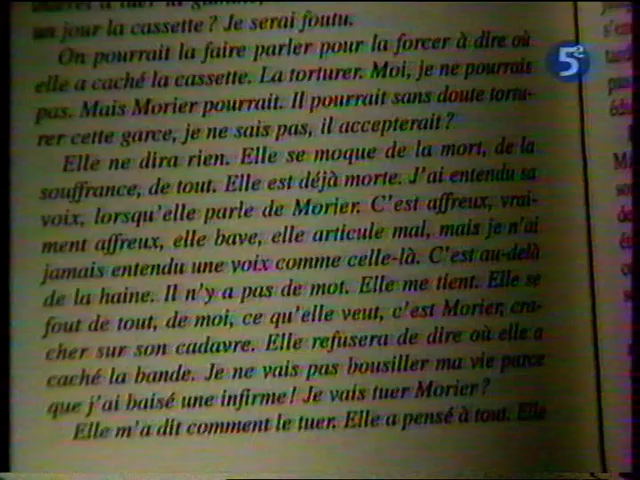 un jour la cassette ? Je serai foutu.
On pourrait la faire parler pour la forcer à dire où
elle a caché la cassette. La torturer. Moi, je ne pourrais
pas. Mais Morier pourrait. Il pourrait sans doute tortu-
rer cette garce, je ne sais pas, il accepterait ?
Elle ne dira rien. Elle se moque de la mort, de la
souffrance, de tout. Elle est déjà morte. J'ai entendu sa
voix, lorsqu'elle parle de Morier. C'est affreux, vrai-
ment affreux, elle bave, elle articule mal, mais je n'ai
jamais entendu une voix comme celle-là. C'est au-delà
de la haine. Il n'y a pas de mot. Elle me tient. Elle se
fout de tout, de moi, ce qu'elle veut, c'est Morier, cra-
cher sur son cadavre. Elle refusera de dire où elle a
caché la bande. Je ne vais pas bousiller ma vie parce
que j'ai baisé une infirme ! Je vais tuer Morier ?
Elle m'a dit comment le tuer. Elle a pensé à tout. Elle
5e